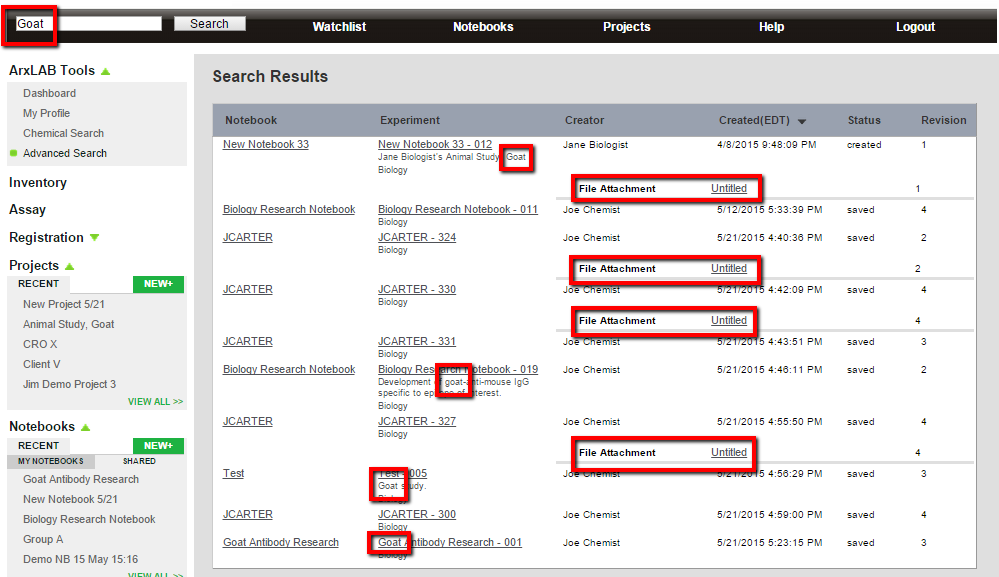 Goat Search Watchlist Notebooks Projects Help Logout
ArxLAB Tools
Dashboard
My Profile
Chemical Search
Advanced Search
Inventory
Assay
Registration
Projects
RECENT NEW+
New Project 5/21
Animal Study, Goat
CRO X
Client V
Jim Demo Project 3
VIEW ALL >>
Notebooks
RECENT NEW+
MY NOTEBOOKS SHARED
Goat Antibody Research
New Notebook 5/21
Biology Research Notebook
Group A
Demo NB 15 May 15:16
VIEW ALL >>
Search Results
Notebook Experiment Creator Created(EDT) Status Revision
New Notebook 33 New Notebook 33 - 012 Jane Biologist 4/8/2015 9:48:09 PM created 1
Jane Biologist's Animal Study, Goat
Biology
File Attachment Untitled 1
Biology Research Notebook Biology Research Notebook - 011 Joe Chemist 5/12/2015 5:33:39 PM saved 4
Biology
JCARTER JCARTER - 324 Joe Chemist 5/21/2015 4:40:36 PM saved 2
Biology
File Attachment Untitled 2
JCARTER JCARTER - 330 Joe Chemist 5/21/2015 4:42:09 PM saved 4
Biology
File Attachment Untitled 4
JCARTER JCARTER - 331 Joe Chemist 5/21/2015 4:43:51 PM saved 3
Biology
Biology Research Notebook Biology Research Notebook - 019 Joe Chemist 5/21/2015 4:46:11 PM saved 2
Development of goat-anti-mouse IgG
specific to epitope of interest.
Biology
JCARTER JCARTER - 327 Joe Chemist 5/21/2015 4:55:50 PM saved 4
Biology
File Attachment Untitled 4
Test Test - 005 Joe Chemist 5/21/2015 4:56:29 PM saved 3
Goat study.
Biology
JCARTER JCARTER - 300 Joe Chemist 5/21/2015 4:59:00 PM saved 4
Biology
Goat Antibody Research Goat Antibody Research - 001 Joe Chemist 5/21/2015 5:23:15 PM saved 3
Biology